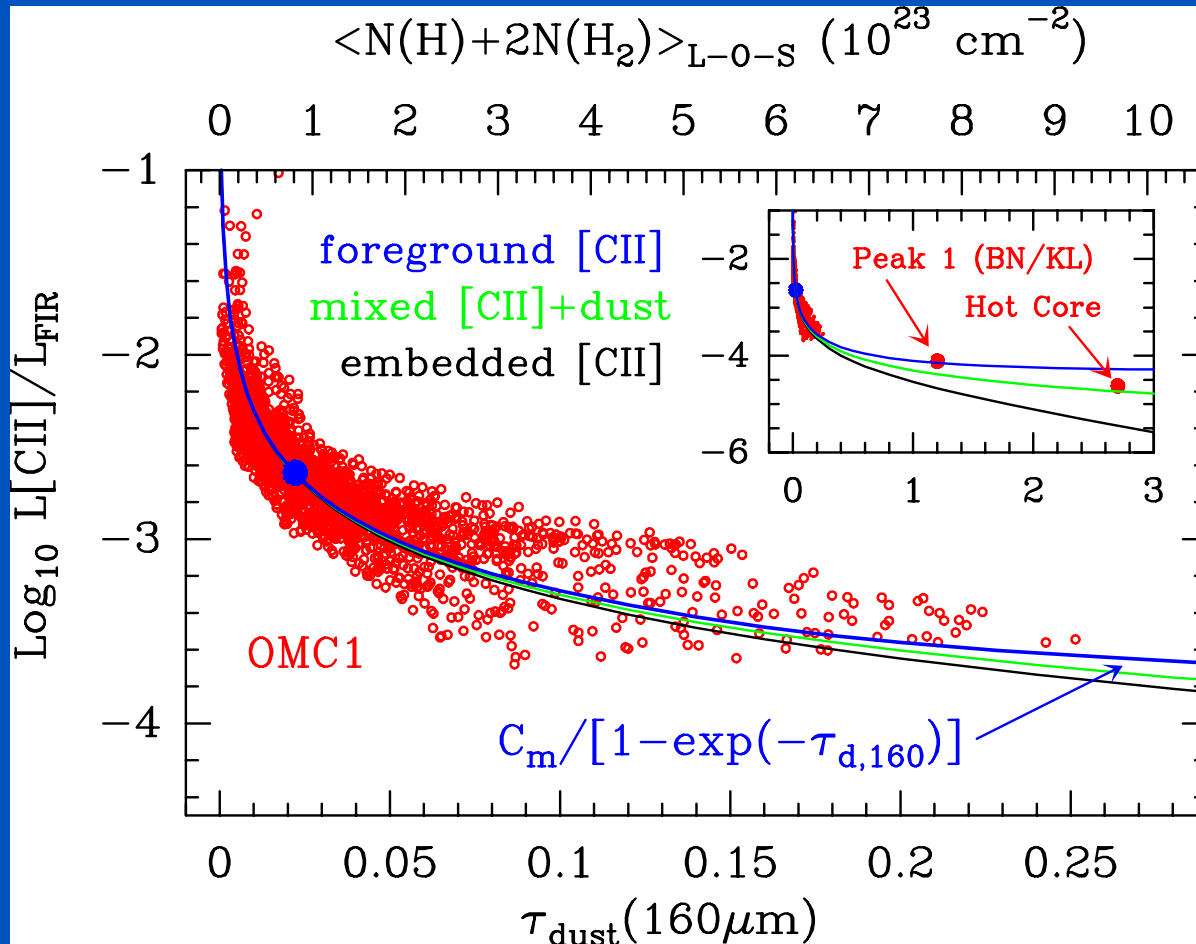 <N(H)+2N(H₂)>L-O-S (10²³ cm⁻²)
0 1 2 3 4 5 6 7 8 9 10
-1
-2
-3
-4
Log₁₀ L[CII]/L_FIR
foreground [CII]
mixed [CII]+dust
embedded [CII]
-2
-4
-6
Peak 1 (BN/KL)
Hot Core
0 1 2 3
OMC1
Cₘ/[1-exp(-τd,160)]
0 0.05 0.1 0.15 0.2 0.25
τdust(160μm)